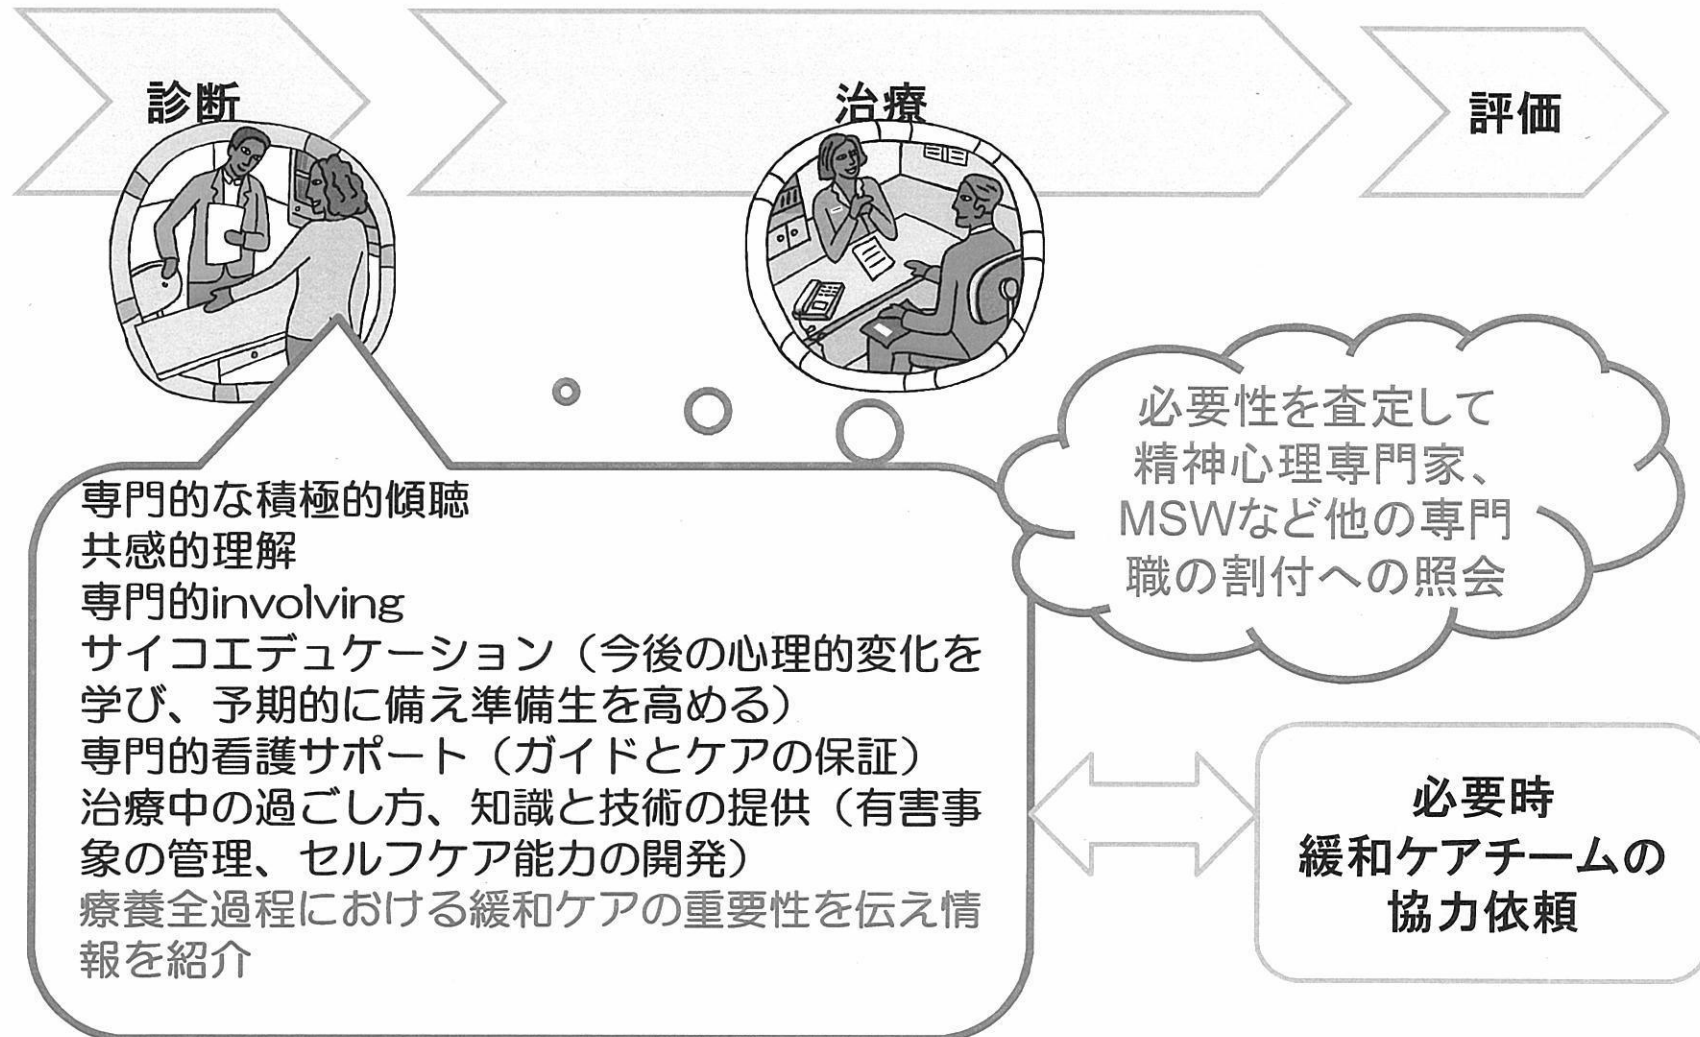 診断
治療
評価
必要性を査定して
精神心理専門家、
MSWなど他の専門
職の割付への照会
専門的な積極的傾聴
共感的理解
専門的involving
サイコエデュケーション（今後の心理的変化を
学び、予期的に備え準備生を高める）
専門的看護サポート（ガイドとケアの保証）
治療中の過ごし方、知識と技術の提供（有害事
象の管理、セルフケア能力の開発）
療養全過程における緩和ケアの重要性を伝え情
報を紹介
必要時
緩和ケアチームの
協力依頼